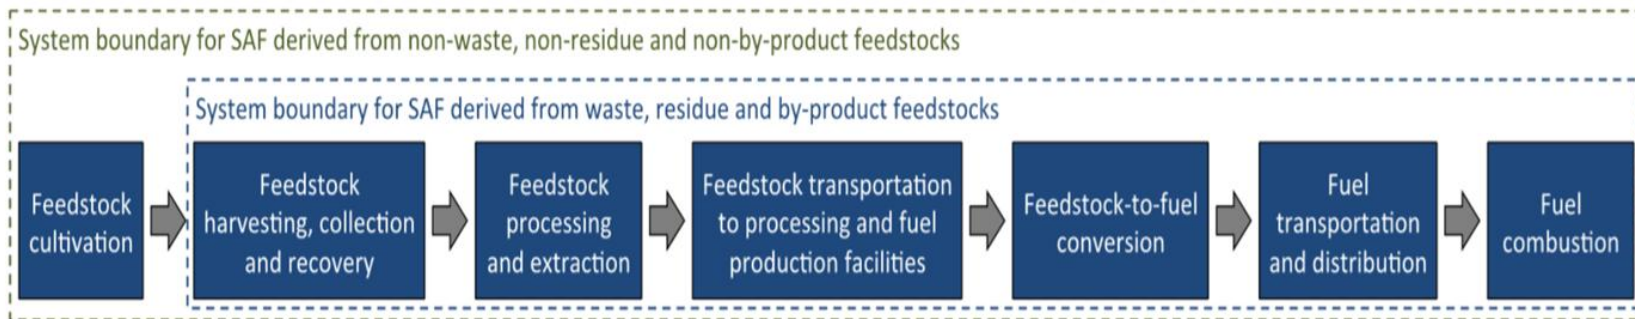 System boundary for SAF derived from non-waste, non-residue and non-by-product feedstocks
System boundary for SAF derived from waste, residue and by-product feedstocks
Feedstock
cultivation
Feedstock
harvesting, collection
and recovery
Feedstock
processing
and extraction
Feedstock transportation
to processing and fuel
production facilities
Feedstock-to-fuel
conversion
Fuel
transportation
and distribution
Fuel
combustion